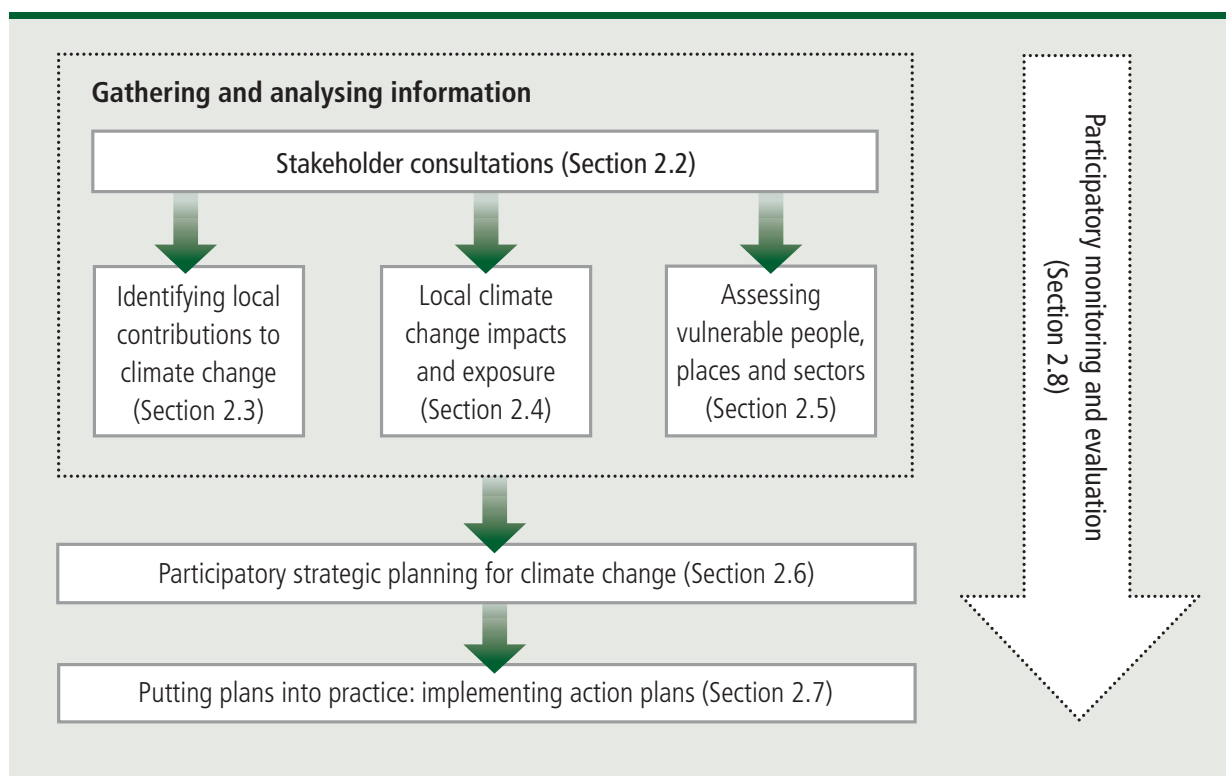 Gathering and analysing information
Stakeholder consultations (Section 2.2)
Identifying local
contributions to
climate change
(Section 2.3)
Local climate
change impacts
and exposure
(Section 2.4)
Assessing
vulnerable people,
places and sectors
(Section 2.5)
Participatory strategic planning for climate change (Section 2.6)
Putting plans into practice: implementing action plans (Section 2.7)
Participatory monitoring and evaluation
(Section 2.8)